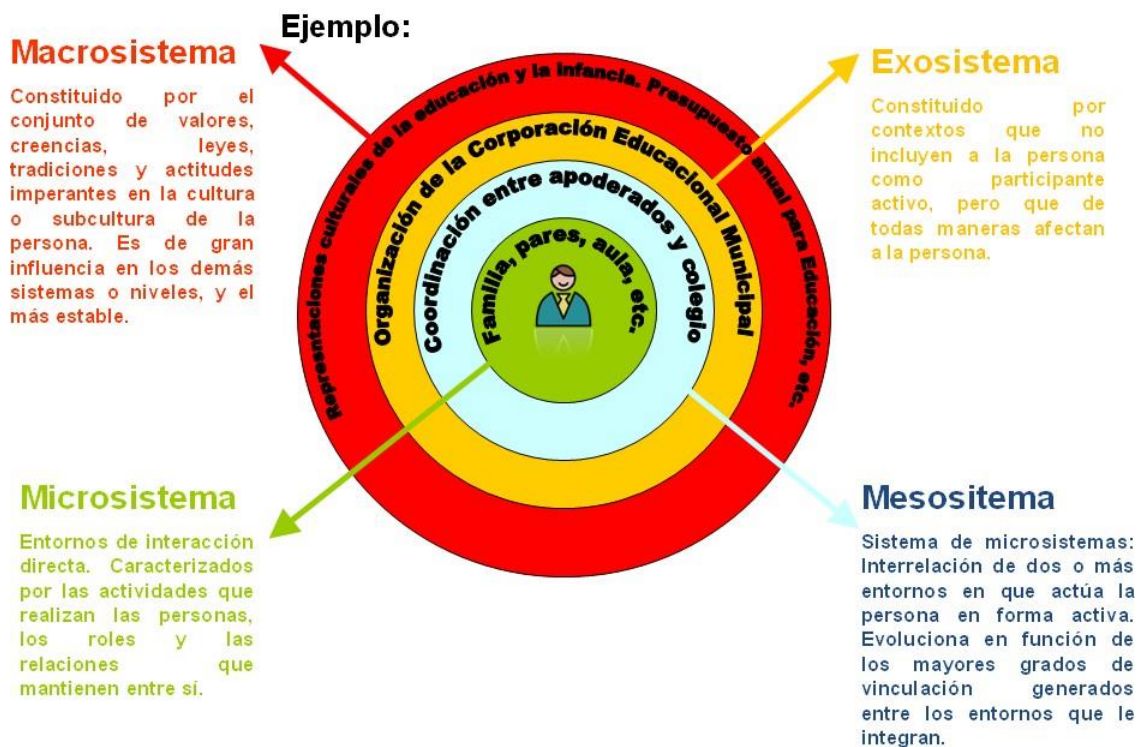 Ejemplo:
Macrosistema
Constituido por el
conjunto de valores,
creencias, leyes,
tradiciones y actitudes
imperantes en la cultura
o subcultura de la
persona. Es de gran
influencia en los demás
sistemas o niveles, y el
más estable.
Exosistema
Constituido por
contextos que no
incluyen a la persona
como participante
activo, pero que de
todas maneras afectan
a la persona.
Representaciones culturales de la educación y la infancia. Presupuesto anual para Educación, etc.
Organización de la Corporación Educacional Municipal
Coordinación entre apoderados y colegio
Familia, pares, aula, etc.
Microsistema
Entornos de interacción
directa. Caracterizados
por las actividades que
realizan las personas,
los roles y las
relaciones que
mantienen entre sí.
Mesositema
Sistema de microsistemas:
Interrelación de dos o más
entornos en que actúa la
persona en forma activa.
Evoluciona en función de
los mayores grados de
vinculación generados
entre los entornos que le
integran.